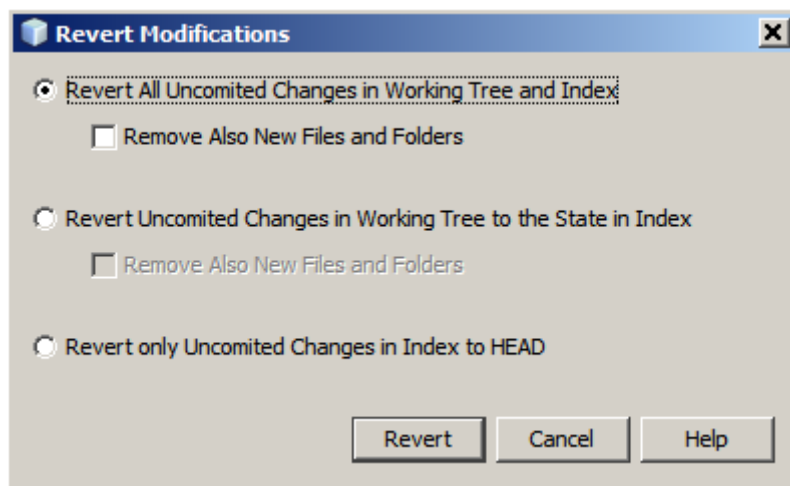 Revert Modifications
Revert All Uncomited Changes in Working Tree and Index
Remove Also New Files and Folders
Revert Uncomited Changes in Working Tree to the State in Index
Remove Also New Files and Folders
Revert only Uncomited Changes in Index to HEAD
Revert Cancel Help